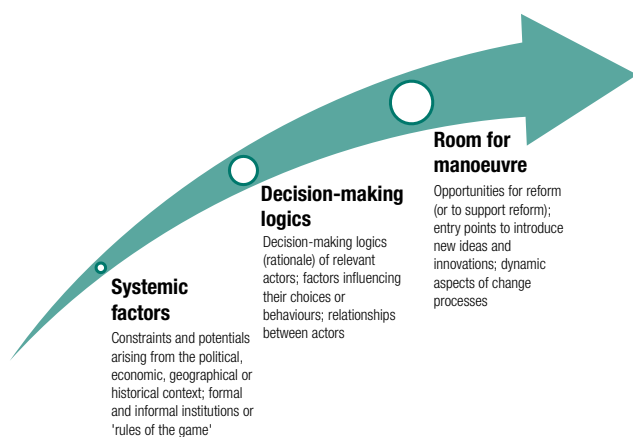 Systemic
factors
Constraints and potentials
arising from the political,
economic, geographical or
historical context; formal
and informal institutions or
'rules of the game'
Decision-making
logics
Decision-making logics
(rationale) of relevant
actors; factors influencing
their choices or
behaviours; relationships
between actors
Room for
manoeuvre
Opportunities for reform
(or to support reform);
entry points to introduce
new ideas and
innovations; dynamic
aspects of change
processes